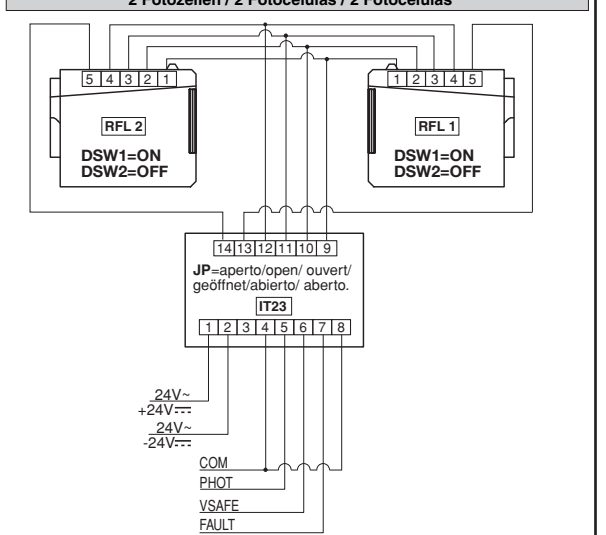 2 Fotozellen / 2 Fotocélulas / 2 Fotocélulas
5 4 3 2 1
1 2 3 4 5
RFL 2
RFL 1
DSW1=ON
DSW2=OFF
DSW1=ON
DSW2=OFF
14 13 12 11 10 9
JP=aperto/open/ ouvert/
geöffnet/abierto/ aberto.
IT23
1 2 3 4 5 6 7 8
24V~
+24V⎓
24V~
-24V⎓
COM
PHOT
VSAFE
FAULT